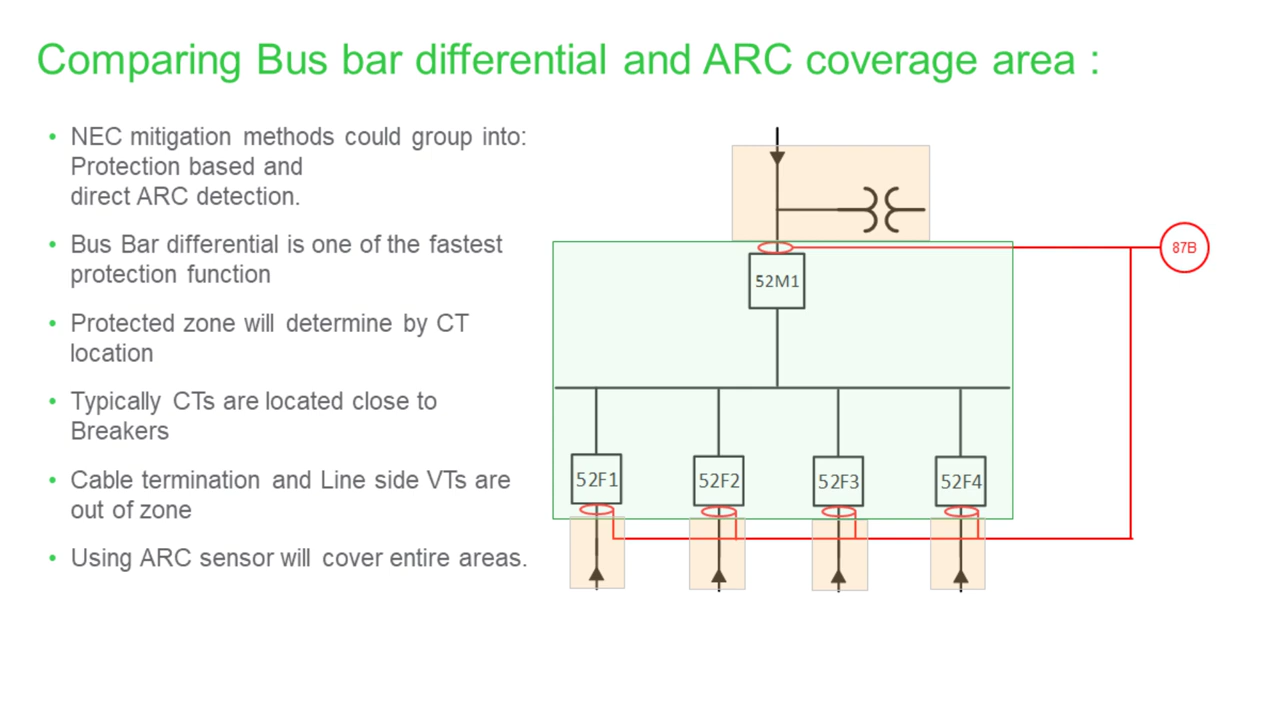 Comparing Bus bar differential and ARC coverage area :
• NEC mitigation methods could group into:
Protection based and
direct ARC detection.
• Bus Bar differential is one of the fastest
protection function
• Protected zone will determine by CT
location
• Typically CTs are located close to
Breakers
• Cable termination and Line side VTs are
out of zone
• Using ARC sensor will cover entire areas.
87B
52M1
52F1
52F2
52F3
52F4